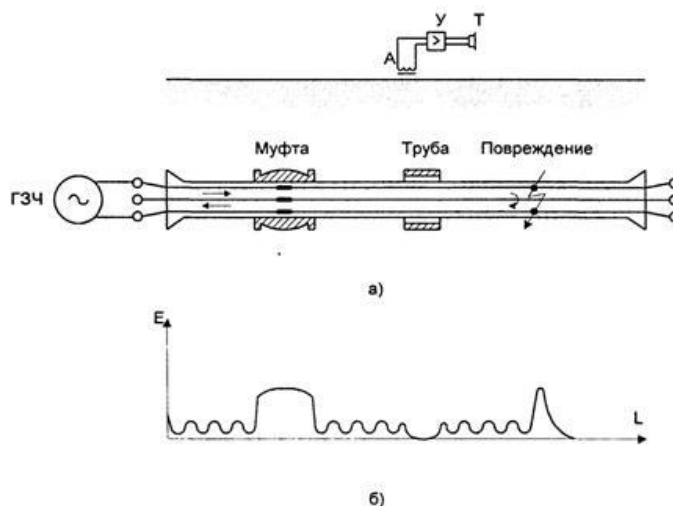 У Т
А
Муфта Труба Повреждение
ГЗЧ
а)
E
L
б)